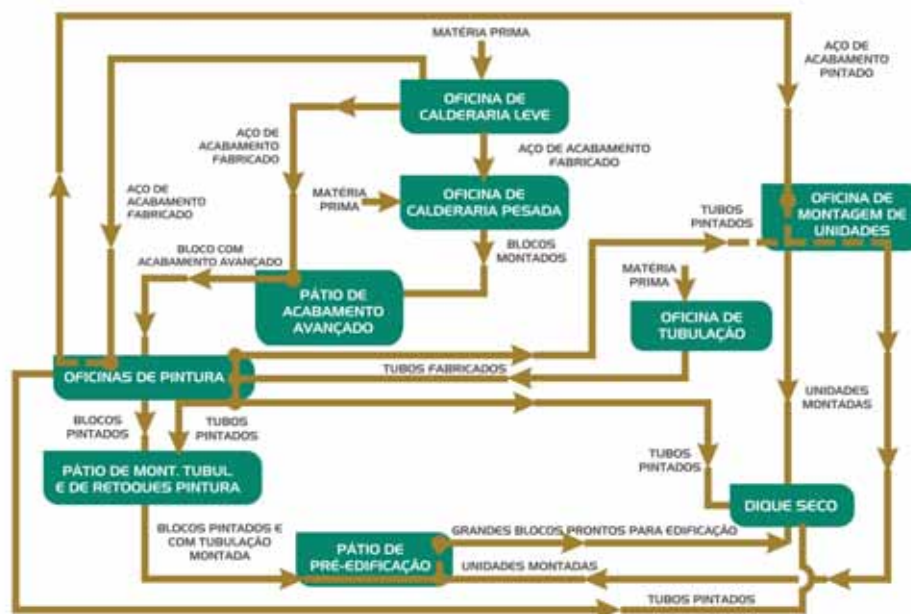 MATÉRIA PRIMA
AÇO DE
ACABAMENTO
PINTADO
OFICINA DE
CALDERARIA LEVE
AÇO DE
ACABAMENTO
FABRICADO
AÇO DE ACABAMENTO
FABRICADO
AÇO DE
ACABAMENTO
FABRICADO
MATÉRIA
PRIMA
OFICINA DE
CALDERARIA PESADA
TUBOS
PINTADOS
OFICINA DE
MONTAGEM DE
UNIDADES
BLOCO COM
ACABAMENTO AVANÇADO
BLOCOS
MONTADOS
MATÉRIA
PRIMA
PÁTIO DE
ACABAMENTO
AVANÇADO
OFICINA DE
TUBULAÇÃO
OFICINAS DE PINTURA
TUBOS FABRICADOS
UNIDADES
MONTADAS
BLOCOS
PINTADOS
TUBOS
PINTADOS
TUBOS
PINTADOS
PÁTIO DE MONT. TUBUL
E DE RETOQUES PINTURA
DIQUE SECO
BLOCOS PINTADOS E
COM TUBULAÇÃO
MONTADA
GRANDES BLOCOS PRONTOS PARA EDIFICAÇÃO
PÁTIO DE
PRÉ-EDIFICAÇÃO
UNIDADES MONTADAS
TUBOS PINTADOS